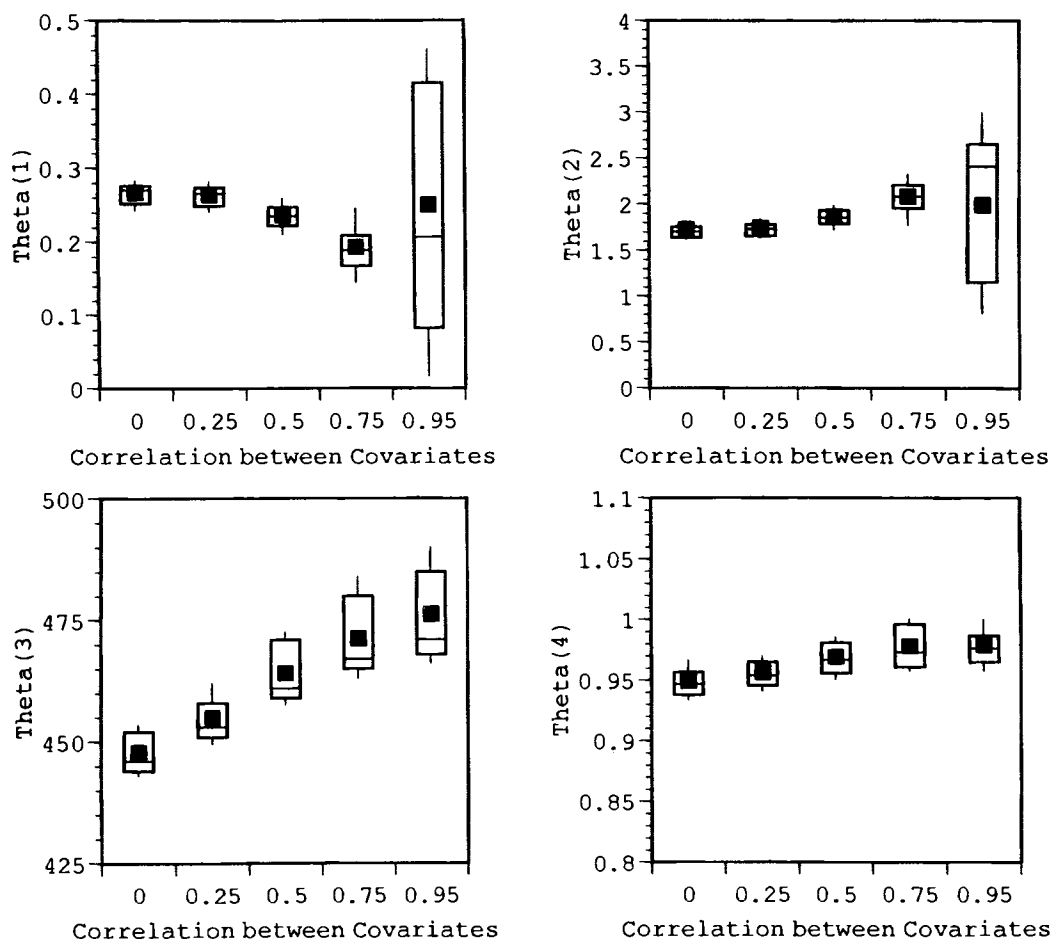 0.5
0.4
0.3
0.2
0.1
0
Theta(1)
0 0.25 0.5 0.75 0.95
Correlation between Covariates
4
3.5
3
2.5
2
1.5
1
0.5
0
Theta(2)
0 0.25 0.5 0.75 0.95
Correlation between Covariates
500
475
450
425
Theta(3)
0 0.25 0.5 0.75 0.95
Correlation between Covariates
1.1
1.05
1
0.95
0.9
0.85
0.8
Theta(4)
0 0.25 0.5 0.75 0.95
Correlation between Covariates